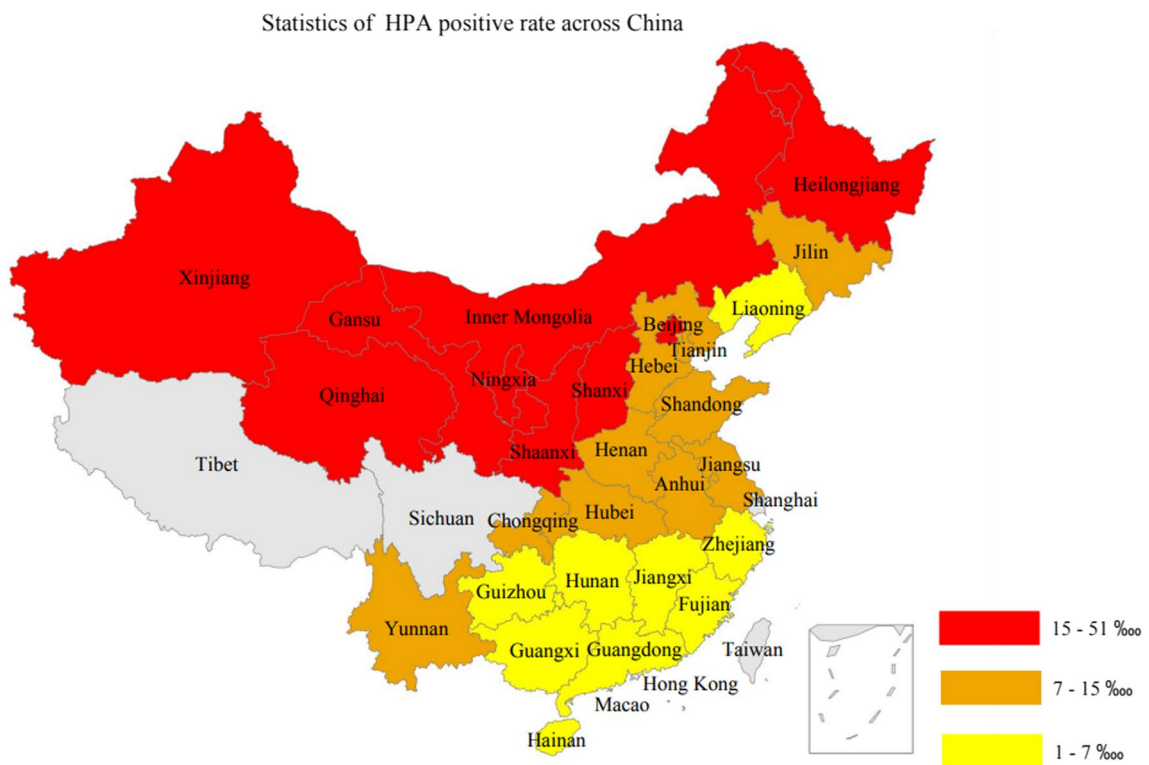 Statistics of HPA positive rate across China
Heilongjiang
Jilin
Xinjiang
Liaoning
Gansu
Inner Mongolia
Beijing
Tianjin
Hebei
Ningxia
Shanxi
Qinghai
Shandong
Henan
Shaanxi
Tibet
Jiangsu
Anhui
Shanghai
Sichuan
Chongqing
Hubei
Zhejiang
Hunan
Jiangxi
Guizhou
Fujian
Yunnan
15 - 51 ‱
Guangxi
Guangdong
Taiwan
Hong Kong
7 - 15 ‱
Macao
Hainan
1 - 7 ‱